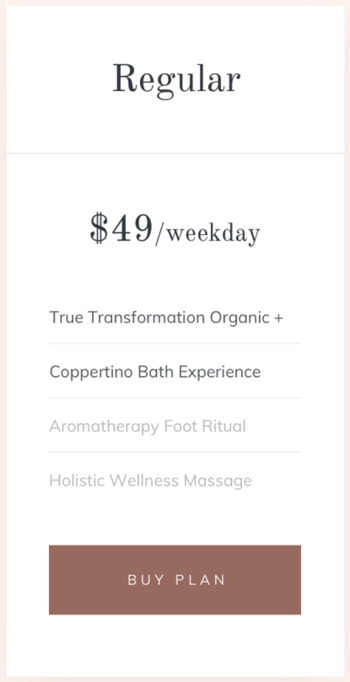 Regular
$49/weekday
True Transformation Organic +
Coppertino Bath Experience
Aromatherapy Foot Ritual
Holistic Wellness Massage
BUY PLAN